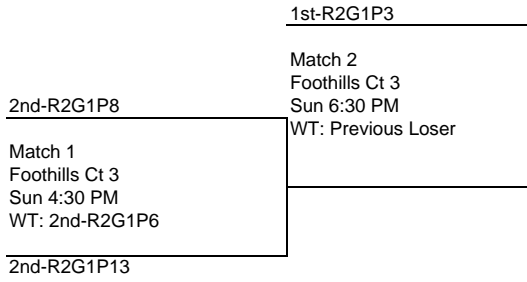 1st-R2G1P3
Match 2
Foothills Ct 3
Sun 6:30 PM
WT: Previous Loser
2nd-R2G1P8
Match 1
Foothills Ct 3
Sun 4:30 PM
WT: 2nd-R2G1P6
2nd-R2G1P13